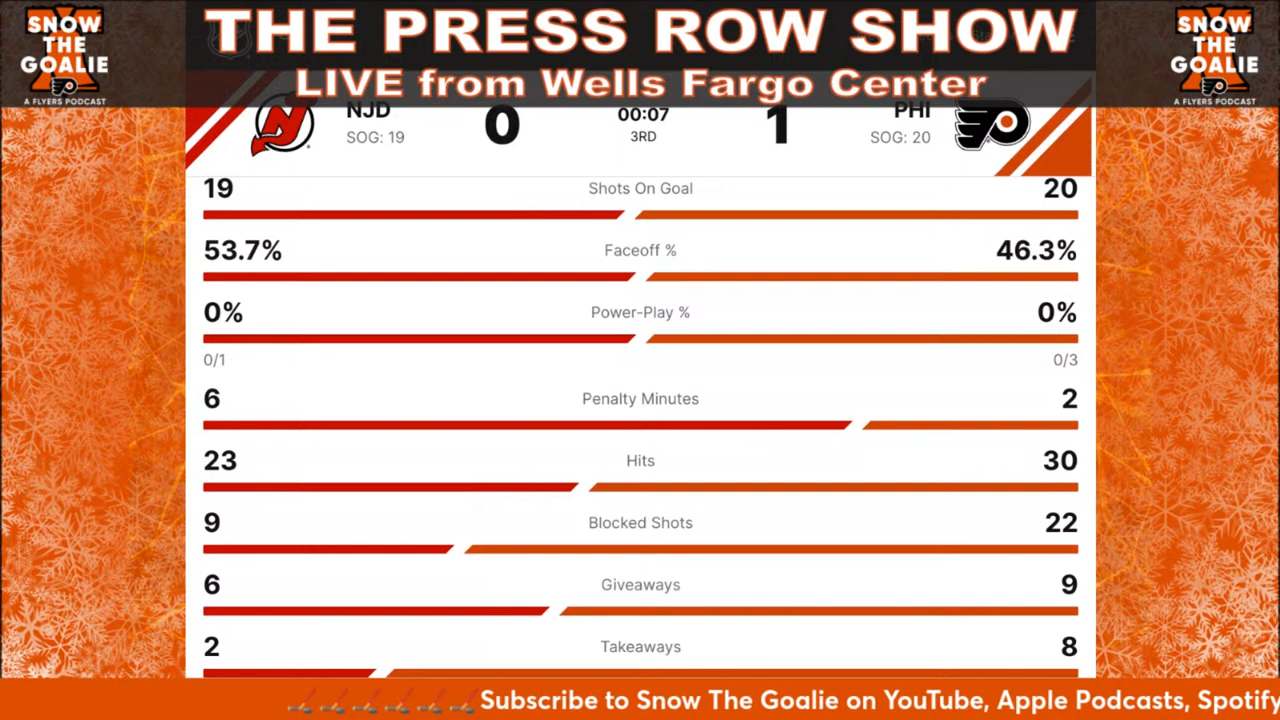 SNOW
THE
GOALIE
A FLYERS PODCAST
THE PRESS ROW SHOW
LIVE from Wells Fargo Center
SNOW
THE
GOALIE
A FLYERS PODCAST
NJD
SOG: 19
0
00:07
3RD
1
PHI
SOG: 20
19 Shots On Goal 20
53.7% Faceoff % 46.3%
0% Power-Play % 0%
0/1 0/3
6 Penalty Minutes 2
23 Hits 30
9 Blocked Shots 22
6 Giveaways 9
2 Takeaways 8
Subscribe to Snow The Goalie on YouTube, Apple Podcasts, Spotify